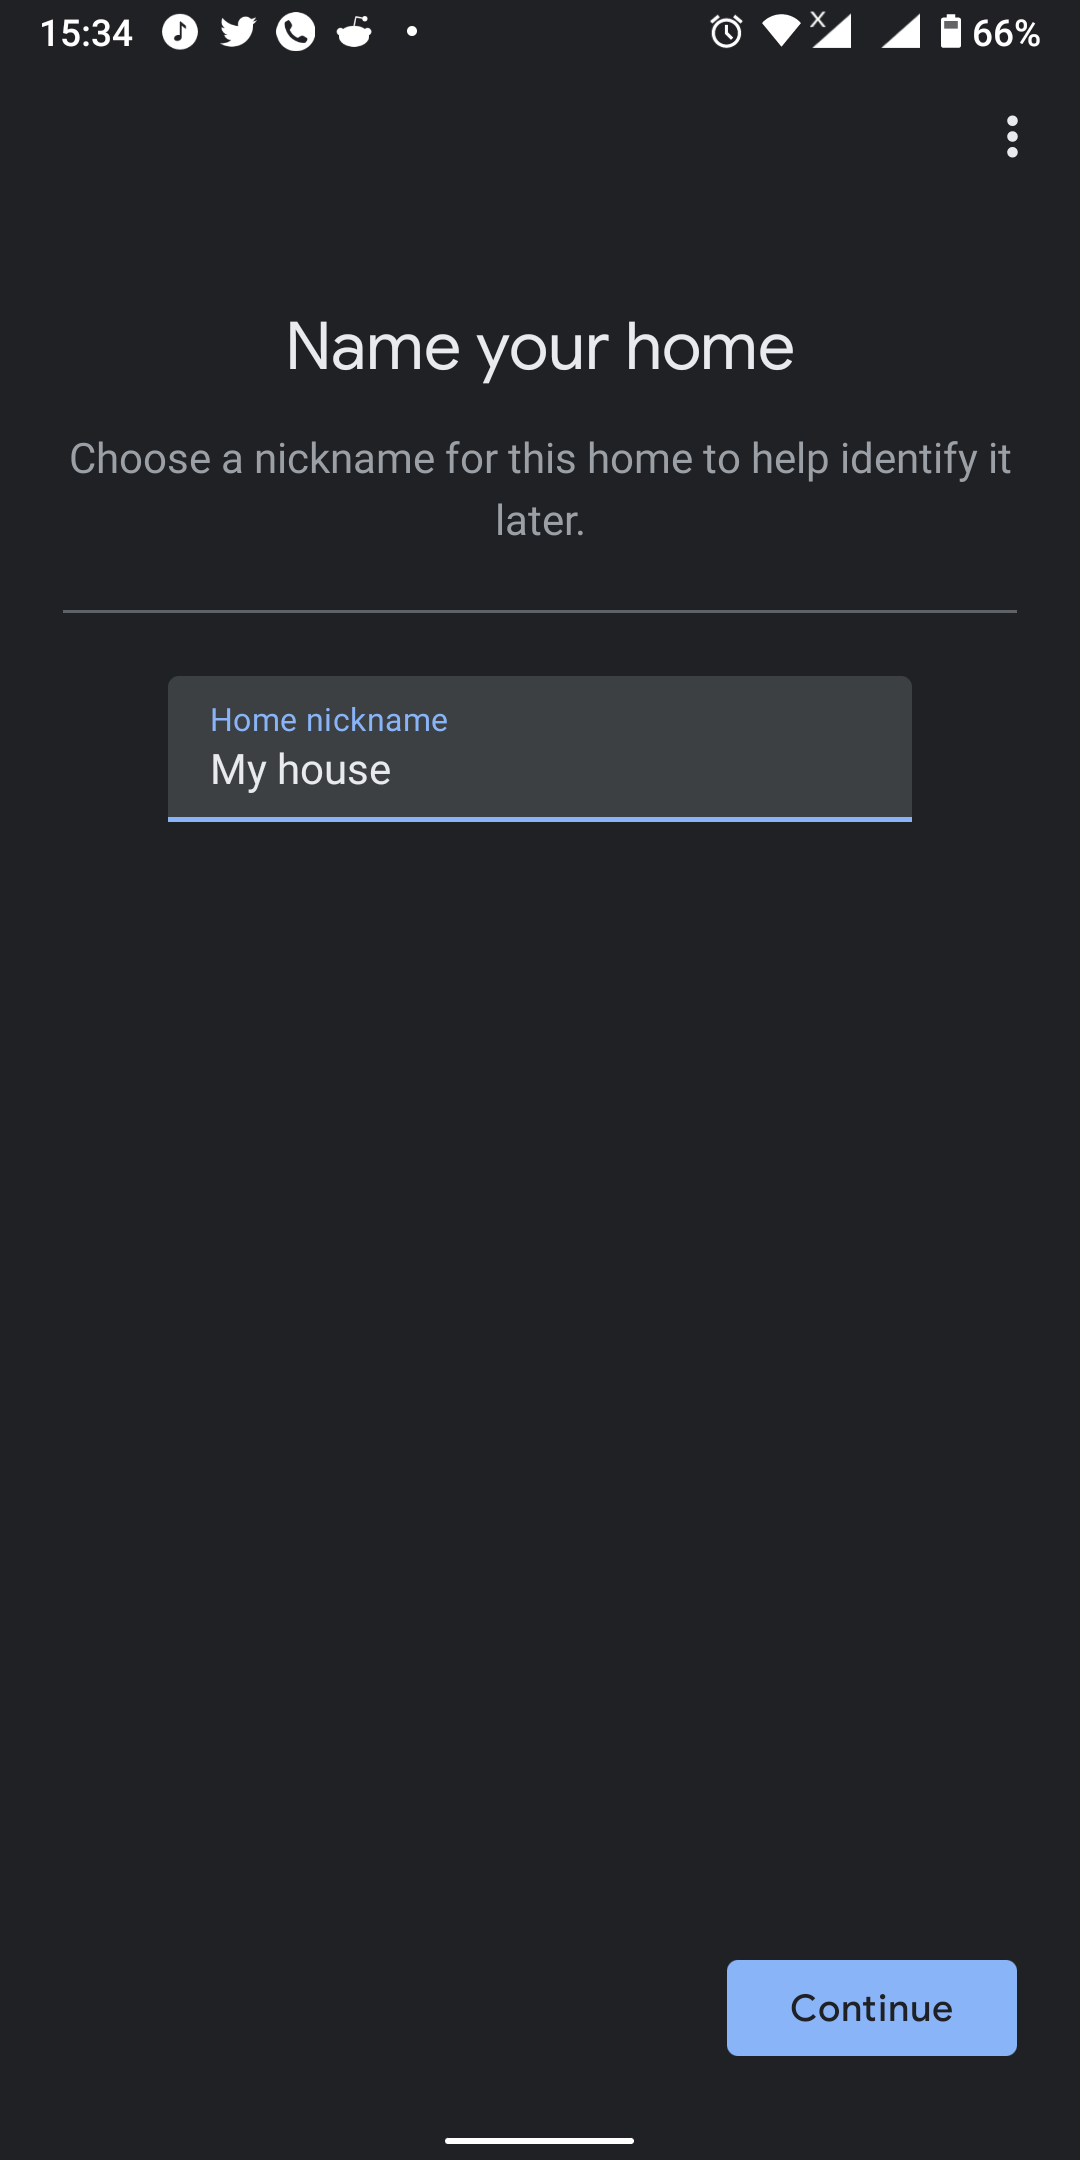 15:34
66%
Name your home
Choose a nickname for this home to help identify it
later.
Home nickname
My house
Continue